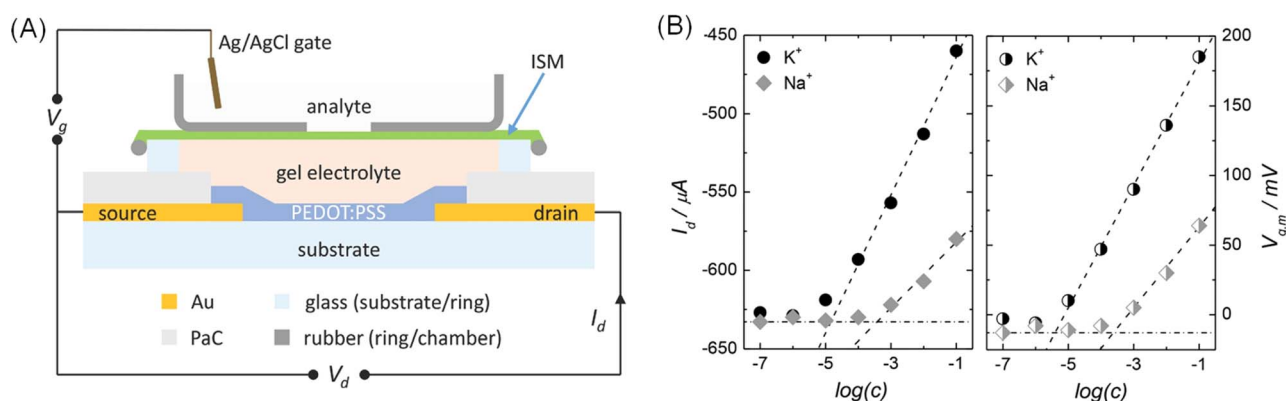 (A)
Ag/AgCl gate
ISM
analyte
V_g
gel electrolyte
source
PEDOT:PSS
drain
substrate
Au
glass (substrate/ring)
PaC
rubber (ring/chamber)
I_d
V_d
(B)
-450
-500
-550
-600
-650
I_d / μA
K⁺
Na⁺
-7
-5
-3
-1
log(c)
K⁺
Na⁺
-7
-5
-3
-1
log(c)
200
150
100
50
0
V_g,m / mV